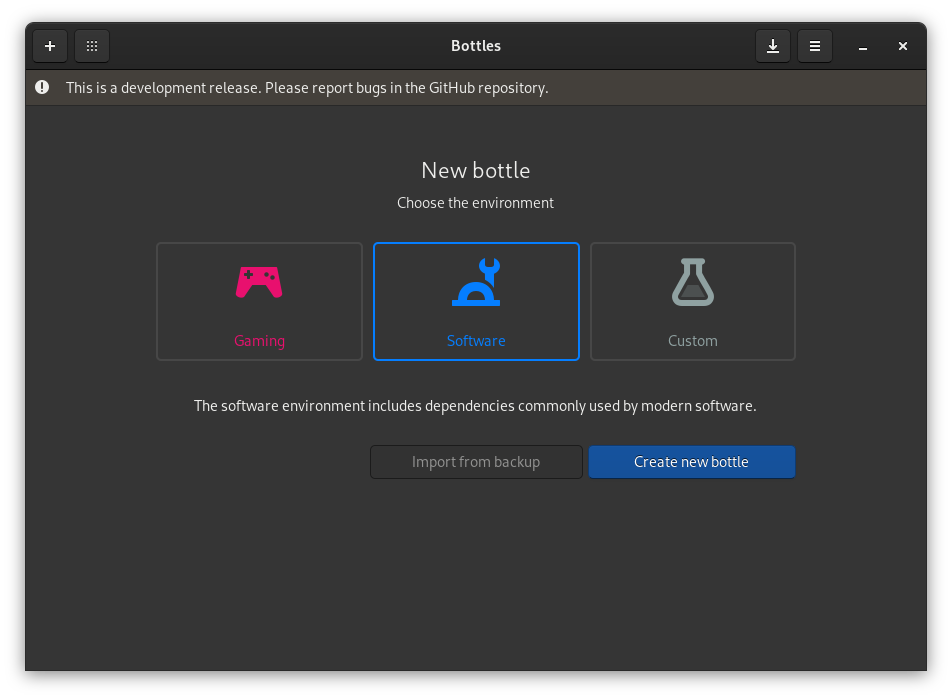 Bottles
This is a development release. Please report bugs in the GitHub repository.
New bottle
Choose the environment
Gaming
Software
Custom
The software environment includes dependencies commonly used by modern software.
Import from backup
Create new bottle